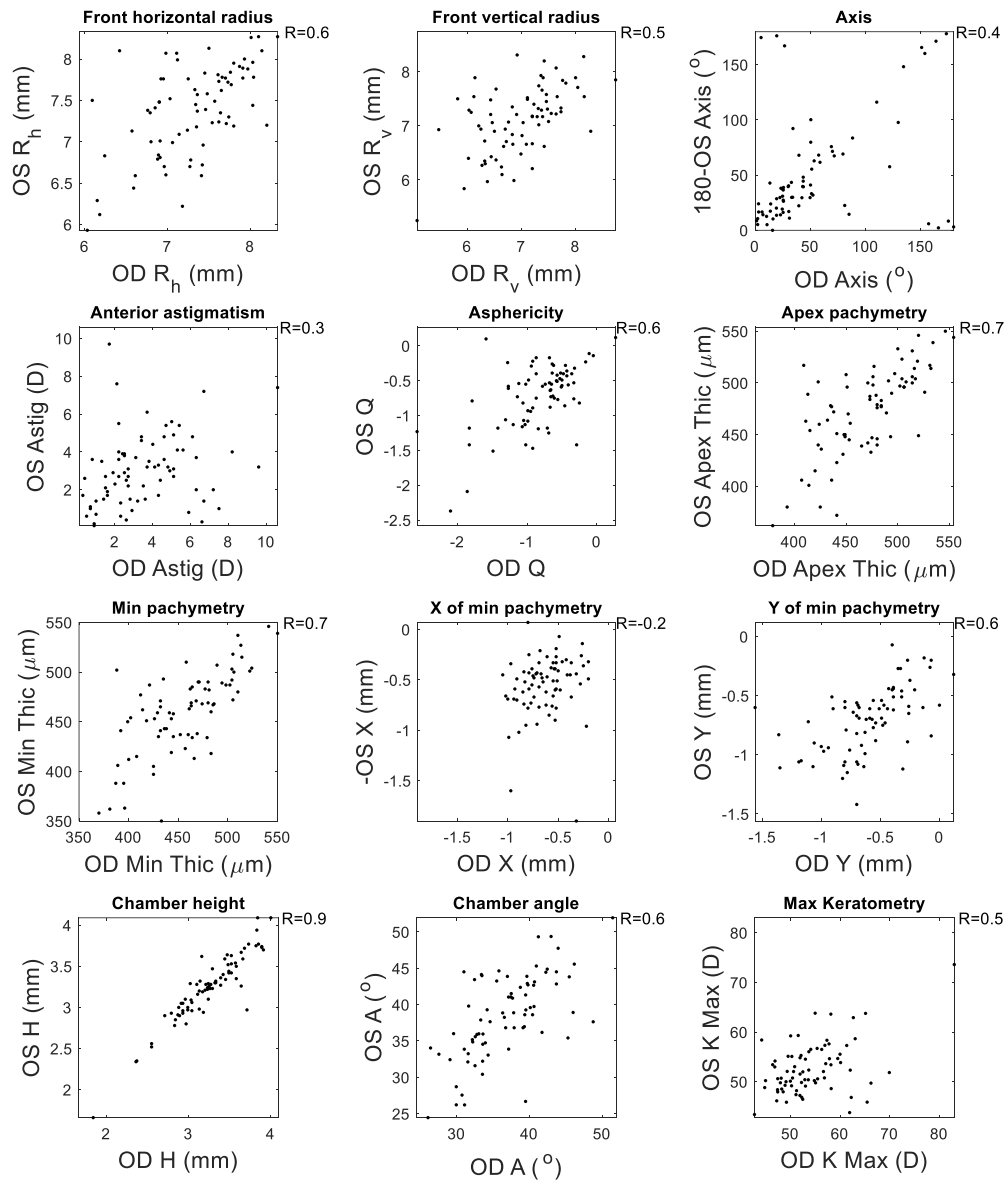 Front horizontal radius
R=0.6
8
7.5
7
6.5
6
OS Rh (mm)
6 7 8
OD Rh (mm)
Front vertical radius
R=0.5
8
7
6
OS Rv (mm)
6 7 8
OD Rv (mm)
Axis
R=0.4
150
100
50
0
180-OS Axis (o)
0 50 100 150
OD Axis (o)
Anterior astigmatism
R=0.3
10
8
6
4
2
OS Astig (D)
2 4 6 8 10
OD Astig (D)
Asphericity
R=0.6
0
-0.5
-1
-1.5
-2
-2.5
OS Q
-2 -1 0
OD Q
Apex pachymetry
R=0.7
550
500
450
400
OS Apex Thic (μm)
400 450 500 550
OD Apex Thic (μm)
Min pachymetry
R=0.7
550
500
450
400
350
OS Min Thic (μm)
350 400 450 500 550
OD Min Thic (μm)
X of min pachymetry
R=-0.2
0
-0.5
-1
-1.5
-OS X (mm)
-1.5 -1 -0.5 0
OD X (mm)
Y of min pachymetry
R=0.6
0
-0.5
-1
-1.5
OS Y (mm)
-1.5 -1 -0.5 0
OD Y (mm)
Chamber height
R=0.9
4
3.5
3
2.5
2
OS H (mm)
2 3 4
OD H (mm)
Chamber angle
R=0.6
50
45
40
35
30
25
OS A (o)
30 40 50
OD A (o)
Max Keratometry
R=0.5
80
70
60
50
OS K Max (D)
50 60 70 80
OD K Max (D)